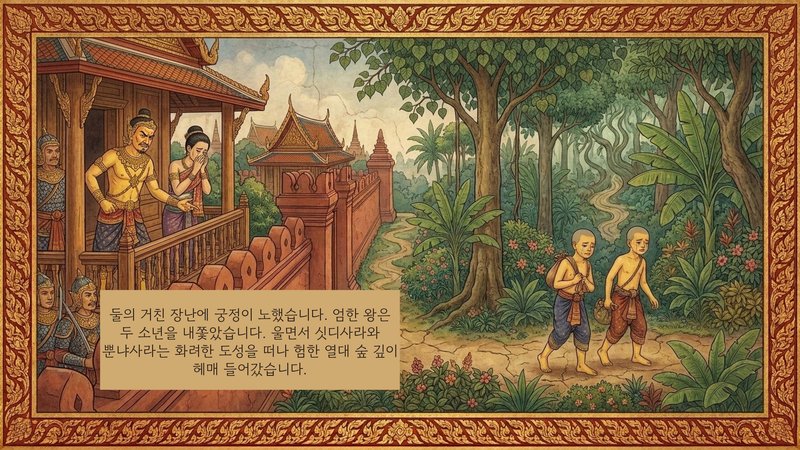 둘의 거친 장난에 궁정이 노했습니다. 엄한 왕은
두 소년을 내쫓았습니다. 울면서 싯디사라와
뿐냐사라는 화려한 도성을 떠나 험한 열대 숲 깊이
헤매 들어갔습니다.